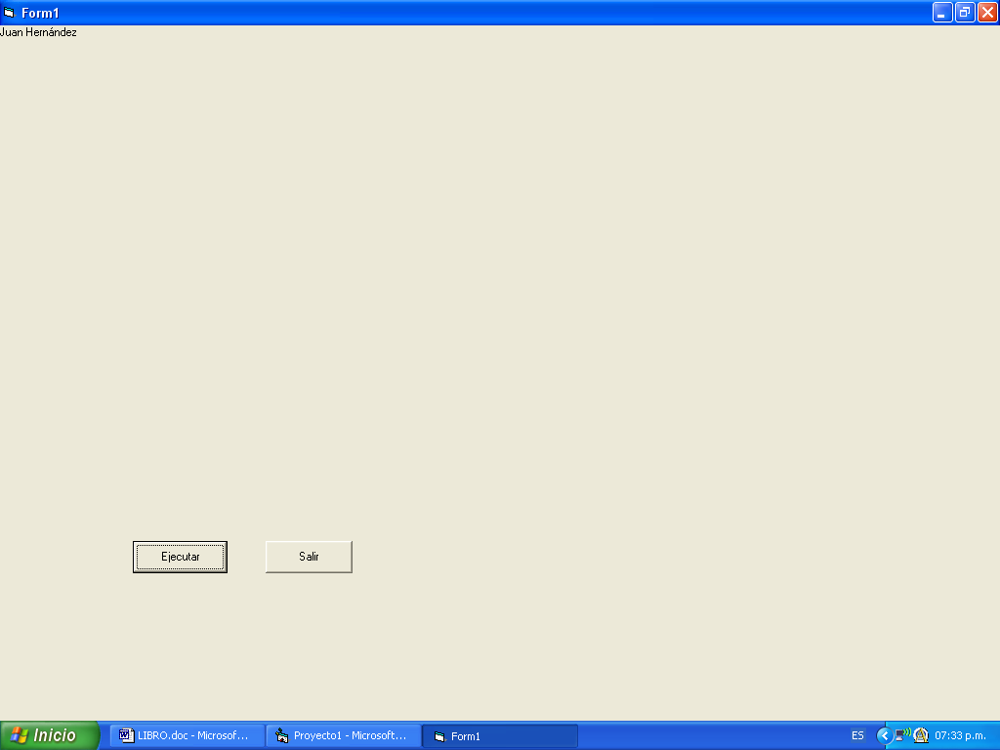 Form1
Juan Hernández
Ejecutar
Salir
Inicio
LIBRO.doc - Microsof...
Proyecto1 - Microsoft...
Form1
ES
07:33 p.m.